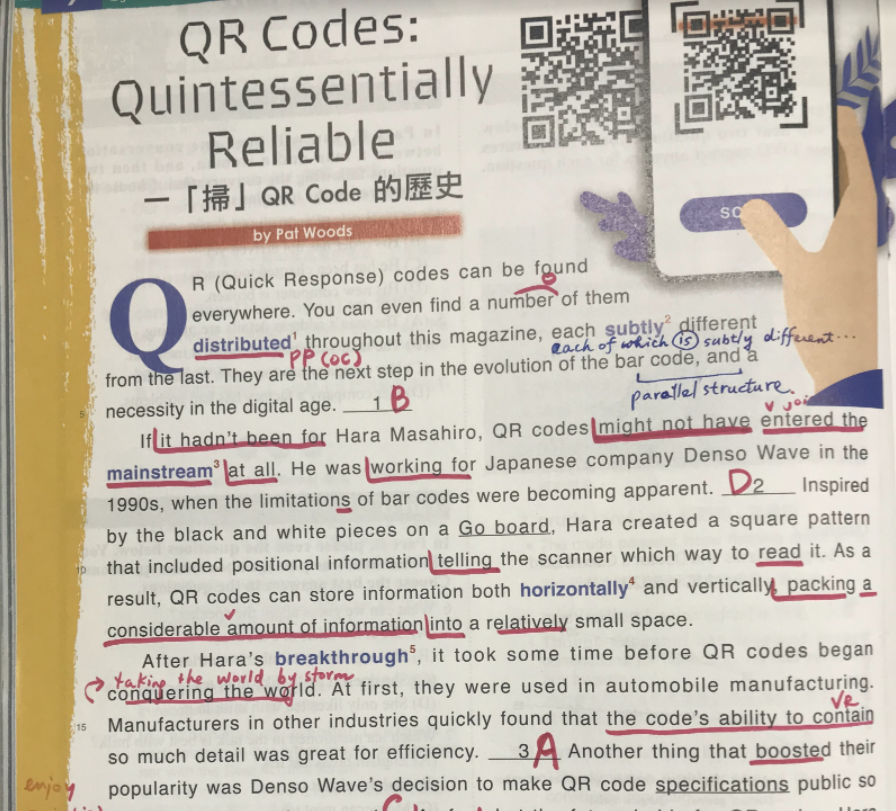 QR Codes:
Quintessentially
Reliable
一「掃」QR Code 的歷史
by Pat Woods
QR (Quick Response) codes can be found
everywhere. You can even find a number of them
distributed¹ throughout this magazine, each subtly² different
PP (OC) each of which is subtly different...
from the last. They are the next step in the evolution of the bar code, and a
parallel structure.
5 necessity in the digital age. 1 B
join
If it hadn't been for Hara Masahiro, QR codes might not have entered the
mainstream³ at all. He was working for Japanese company Denso Wave in the
1990s, when the limitations of bar codes were becoming apparent. D 2 Inspired
by the black and white pieces on a Go board, Hara created a square pattern
10 that included positional information telling the scanner which way to read it. As a
result, QR codes can store information both horizontally⁴ and vertically, packing a
considerable amount of information into a relatively small space.
After Hara's breakthrough⁵, it took some time before QR codes began
taking the world by storm
conquering the world. At first, they were used in automobile manufacturing.
VR
15 Manufacturers in other industries quickly found that the code's ability to contain
so much detail was great for efficiency. 3 A Another thing that boosted their
enjoy popularity was Denso Wave's decision to make QR code specifications public so